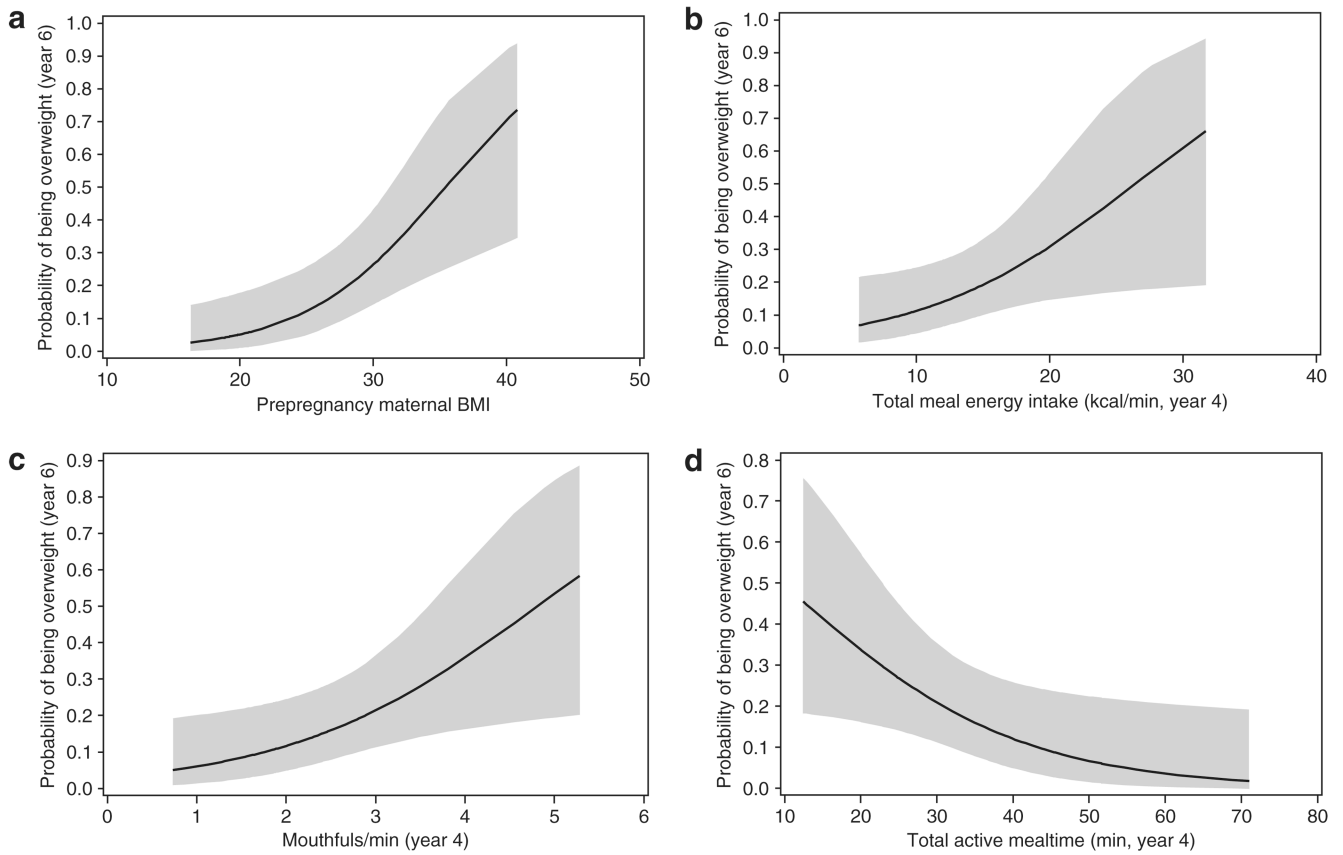 a
Probability of being overweight (year 6)
1.0
0.9
0.8
0.7
0.6
0.5
0.4
0.3
0.2
0.1
0.0
10 20 30 40 50
Prepregnancy maternal BMI
b
Probability of being overweight (year 6)
1.0
0.9
0.8
0.7
0.6
0.5
0.4
0.3
0.2
0.1
0.0
0 10 20 30 40
Total meal energy intake (kcal/min, year 4)
c
Probability of being overweight (year 6)
0.9
0.8
0.7
0.6
0.5
0.4
0.3
0.2
0.1
0.0
0 1 2 3 4 5 6
Mouthfuls/min (year 4)
d
Probability of being overweight (year 6)
0.8
0.7
0.6
0.5
0.4
0.3
0.2
0.1
0.0
10 20 30 40 50 60 70 80
Total active mealtime (min, year 4)